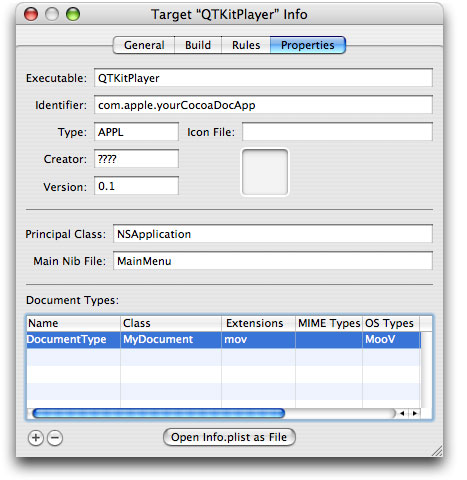 Target “QTKitPlayer” Info
General Build Rules Properties
Executable: QTKitPlayer
Identifier: com.apple.yourCocoaDocApp
Type: APPL Icon File:
Creator: ????
Version: 0.1
Principal Class: NSApplication
Main Nib File: MainMenu
Document Types:
Name Class Extensions MIME Types OS Types
DocumentType MyDocument mov MooV
Open Info.plist as File